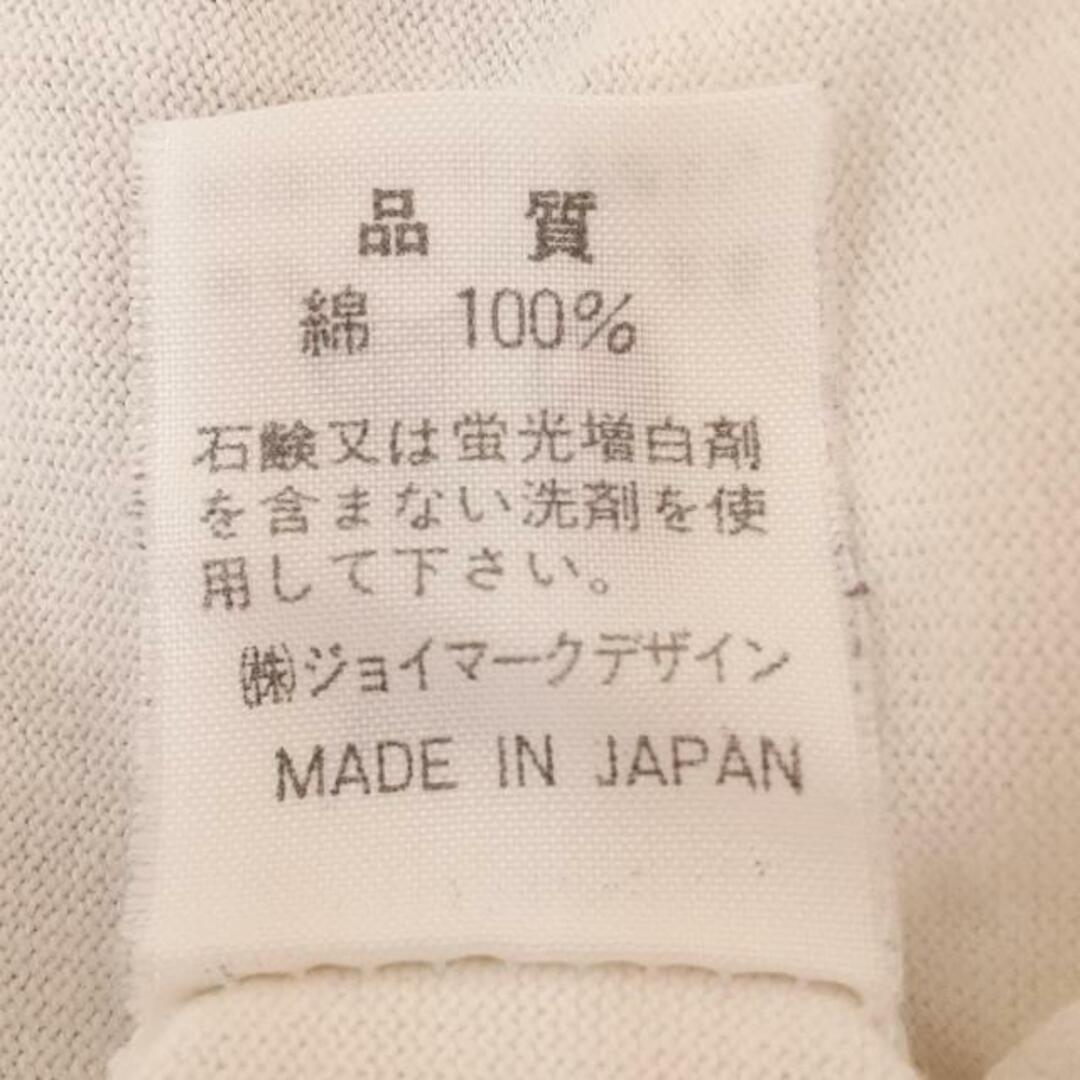 品 質
綿 100%
石鹸又は蛍光増白剤
を含まない洗剤を使
用して下さい。
㈱ジョイマークデザイン
MADE IN JAPAN